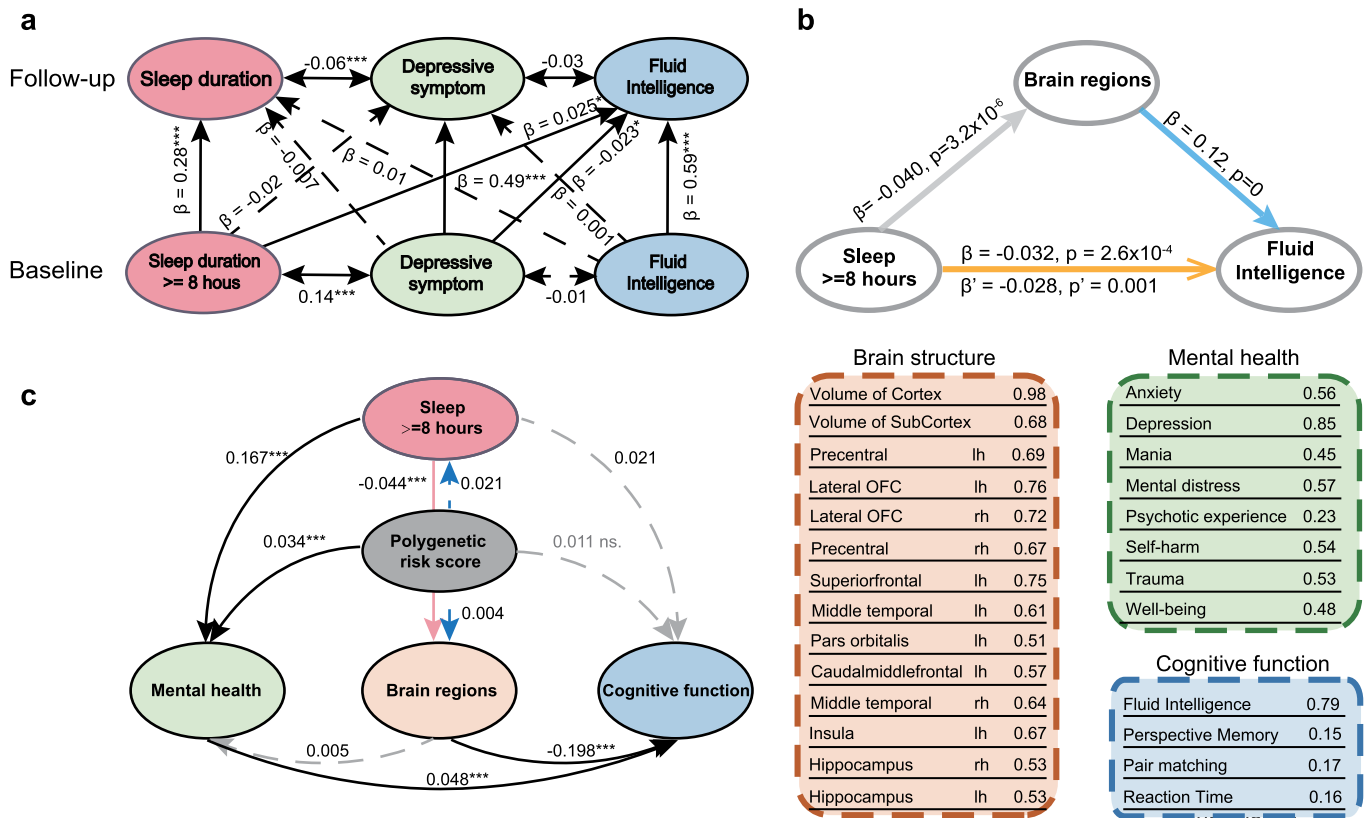 a
Follow-up
Sleep duration
-0.06***
Depressive
symptom
-0.03
Fluid
Intelligence
β = 0.28***
β = -0.02
β = -0.007
β = 0.01
β = 0.025*
β = 0.49***
β = -0.023*
β = 0.001
β = 0.59***
Baseline
Sleep duration
>= 8 hous
0.14***
Depressive
symptom
-0.01
Fluid
Intelligence
b
Brain regions
β= -0.040, p=3.2x10-6
β = 0.12, p=0
Sleep
>=8 hours
β = -0.032, p = 2.6x10-4
β’ = -0.028, p’ = 0.001
Fluid
Intelligence
c
Sleep
>=8 hours
0.167***
-0.044***
0.021
0.021
0.034***
Polygenetic
risk score
0.011 ns.
0.004
Mental health
Brain regions
Cognitive function
0.005
-0.198***
0.048***
Brain structure
Volume of Cortex 0.98
Volume of SubCortex 0.68
Precentral lh 0.69
Lateral OFC lh 0.76
Lateral OFC rh 0.72
Precentral rh 0.67
Superiorfrontal lh 0.75
Middle temporal lh 0.61
Pars orbitalis lh 0.51
Caudalmiddlefrontal lh 0.57
Middle temporal rh 0.64
Insula lh 0.67
Hippocampus rh 0.53
Hippocampus lh 0.53
Mental health
Anxiety 0.56
Depression 0.85
Mania 0.45
Mental distress 0.57
Psychotic experience 0.23
Self-harm 0.54
Trauma 0.53
Well-being 0.48
Cognitive function
Fluid Intelligence 0.79
Perspective Memory 0.15
Pair matching 0.17
Reaction Time 0.16